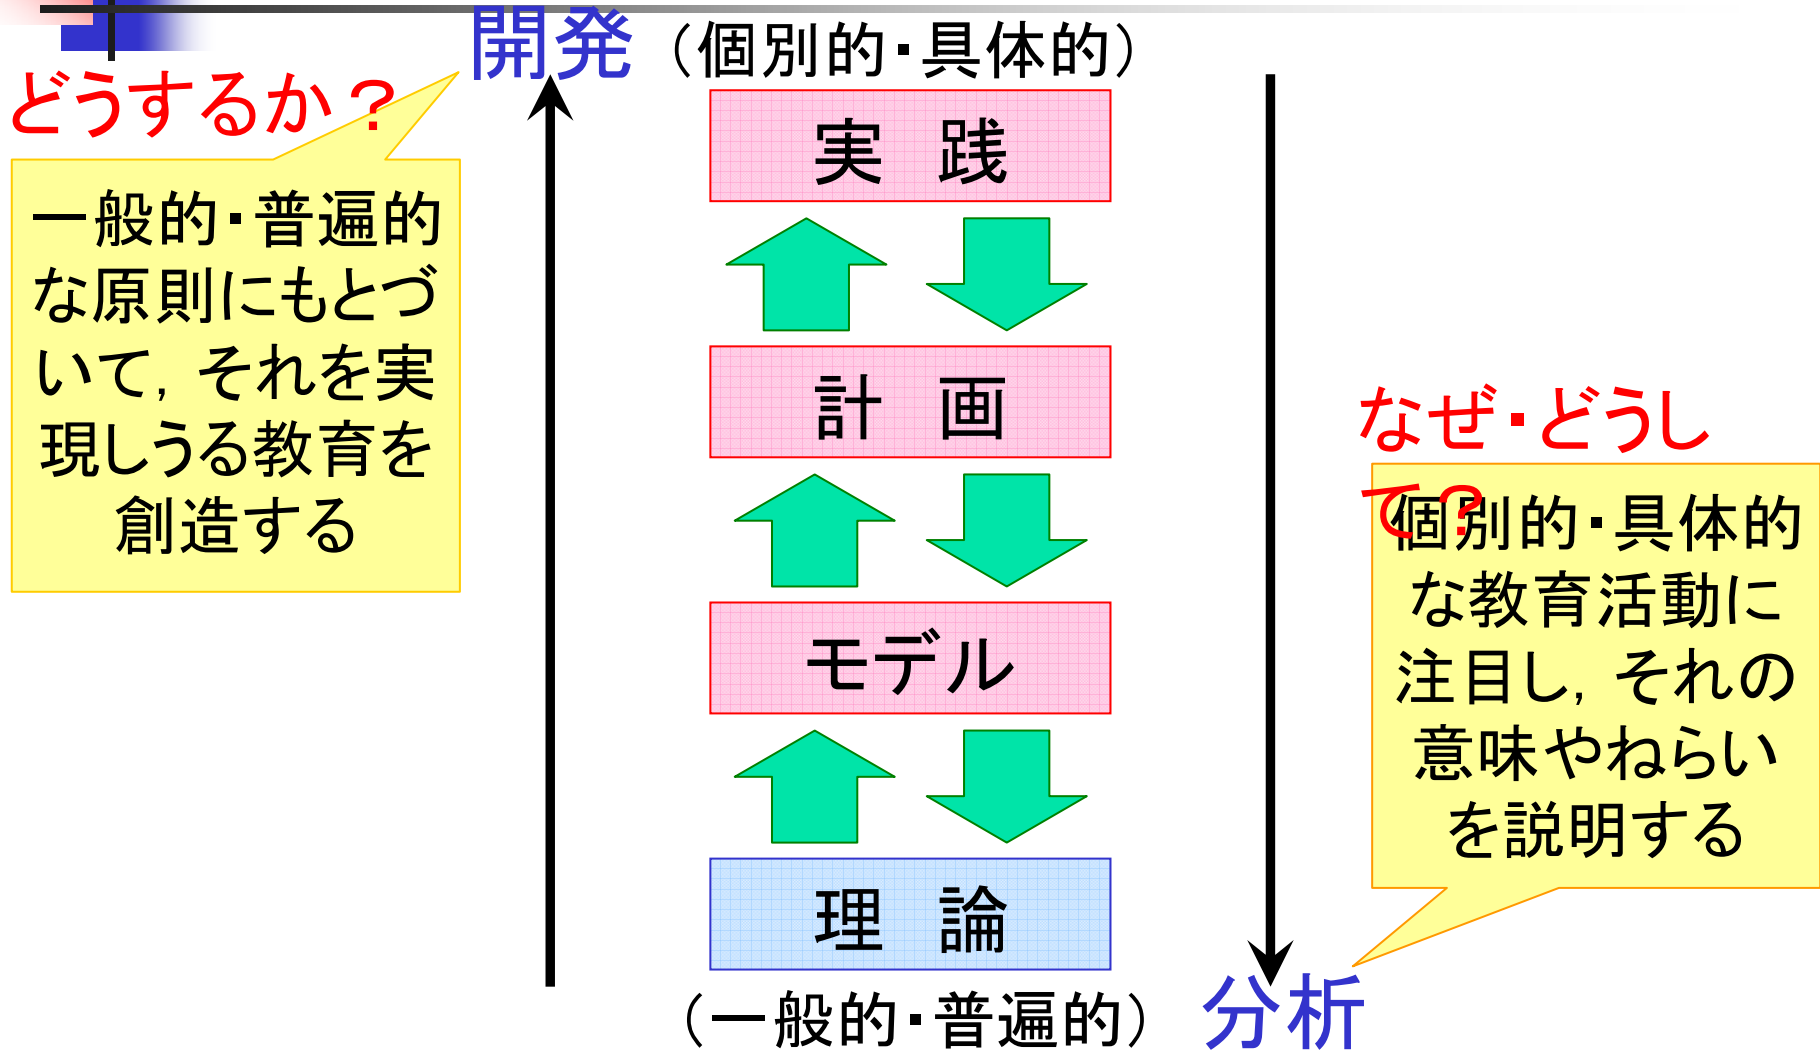 開発
（個別的・具体的）
どうするか？
一般的・普遍的
な原則にもとづ
いて，それを実
現しうる教育を
創造する
実　践
計　画
モデル
理　論
（一般的・普遍的）
なぜ・どうし
て？
個別的・具体的
な教育活動に
注目し，それの
意味やねらい
を説明する
分析